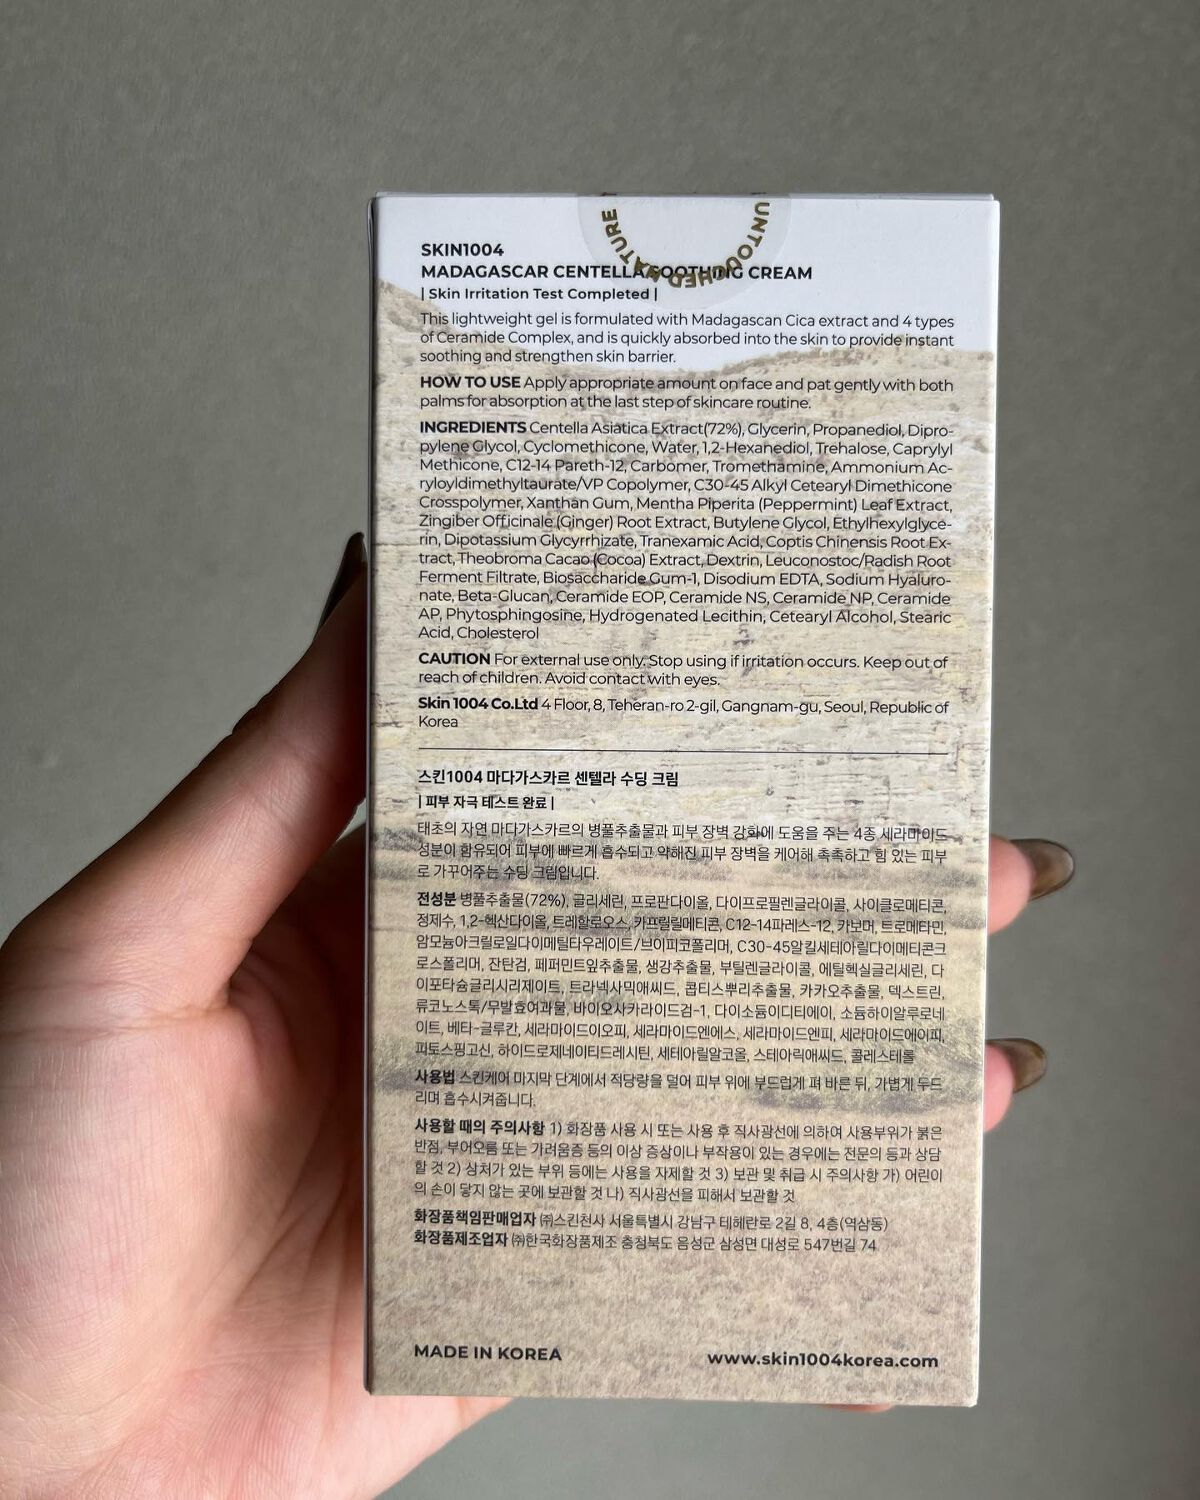 UNTOUCHED NATURE
SKIN1004
MADAGASCAR CENTELLA SOOTHING CREAM
| Skin Irritation Test Completed |
This lightweight gel is formulated with Madagascan Cica extract and 4 types
of Ceramide Complex, and is quickly absorbed into the skin to provide instant
soothing and strengthen skin barrier.
HOW TO USE Apply appropriate amount on face and pat gently with both
palms for absorption at the last step of skincare routine.
INGREDIENTS Centella Asiatica Extract(72%), Glycerin, Propanediol, Dipro-
pylene Glycol, Cyclomethicone, Water, 1,2-Hexanediol, Trehalose, Caprylyl
Methicone, C12-14 Pareth-12, Carbomer, Tromethamine, Ammonium Ac-
ryloyldimethyltaurate/VP Copolymer, C30-45 Alkyl Cetearyl Dimethicone
Crosspolymer, Xanthan Gum, Mentha Piperita (Peppermint) Leaf Extract,
Zingiber Officinale (Ginger) Root Extract, Butylene Glycol, Ethylhexylglyce-
rin, Dipotassium Glycyrrhizate, Tranexamic Acid, Coptis Chinensis Root Ex-
tract, Theobroma Cacao (Cocoa) Extract, Dextrin, Leuconostoc/Radish Root
Ferment Filtrate, Biosaccharide Gum-1, Disodium EDTA, Sodium Hyaluro-
nate, Beta-Glucan, Ceramide EOP, Ceramide NS, Ceramide NP, Ceramide
AP, Phytosphingosine, Hydrogenated Lecithin, Cetearyl Alcohol, Stearic
Acid, Cholesterol
CAUTION For external use only. Stop using if irritation occurs. Keep out of
reach of children. Avoid contact with eyes.
Skin 1004 Co.Ltd 4 Floor, 8, Teheran-ro 2-gil, Gangnam-gu, Seoul, Republic of
Korea
스킨1004 마다가스카르 센텔라 수딩 크림
| 피부 자극 테스트 완료 |
태초의 자연 마다가스카르의 병풀추출물과 피부 장벽 강화에 도움을 주는 4종 세라마이드
성분이 함유되어 피부에 빠르게 흡수되고 약해진 피부 장벽을 케어해 촉촉하고 힘 있는 피부
로 가꾸어주는 수딩 크림입니다.
전성분 병풀추출물(72%), 글리세린, 프로판다이올, 다이프로필렌글라이콜, 사이클로메티콘,
정제수, 1,2-헥산다이올, 트레할로오스, 카프릴릴메티콘, C12-14파레스-12, 카보머, 트로메타민,
암모늄아크릴로일다이메틸타우레이트/브이피코폴리머, C30-45알킬세테아릴다이메티콘크
로스폴리머, 잔탄검, 페퍼민트잎추출물, 생강추출물, 부틸렌글라이콜, 에틸헥실글리세린, 다
이포타슘글리시리제이트, 트라넥사믹애씨드, 콥티스뿌리추출물, 카카오추출물, 덱스트린,
류코노스톡/무발효여과물, 바이오사카라이드검-1, 다이소듐이디티에이, 소듐하이알루로네
이트, 베타-글루칸, 세라마이드이오피, 세라마이드엔에스, 세라마이드엔피, 세라마이드에이피,
피토스핑고신, 하이드로제네이티드레시틴, 세테아릴알코올, 스테아릭애씨드, 콜레스테롤
사용법 스킨케어 마지막 단계에서 적당량을 덜어 피부 위에 부드럽게 펴 바른 뒤, 가볍게 두드
리며 흡수시켜줍니다.
사용할 때의 주의사항 1) 화장품 사용 시 또는 사용 후 직사광선에 의하여 사용부위가 붉은
반점, 부어오름 또는 가려움증 등의 이상 증상이나 부작용이 있는 경우에는 전문의 등과 상담
할 것 2) 상처가 있는 부위 등에는 사용을 자제할 것 3) 보관 및 취급 시 주의사항 가) 어린이
의 손이 닿지 않는 곳에 보관할 것 나) 직사광선을 피해서 보관할 것
화장품책임판매업자 ㈜스킨천사 서울특별시 강남구 테헤란로 2길 8, 4층(역삼동)
화장품제조업자 ㈜한국화장품제조 충청북도 음성군 삼성면 대성로 547번길 74
MADE IN KOREA
www.skin1004korea.com